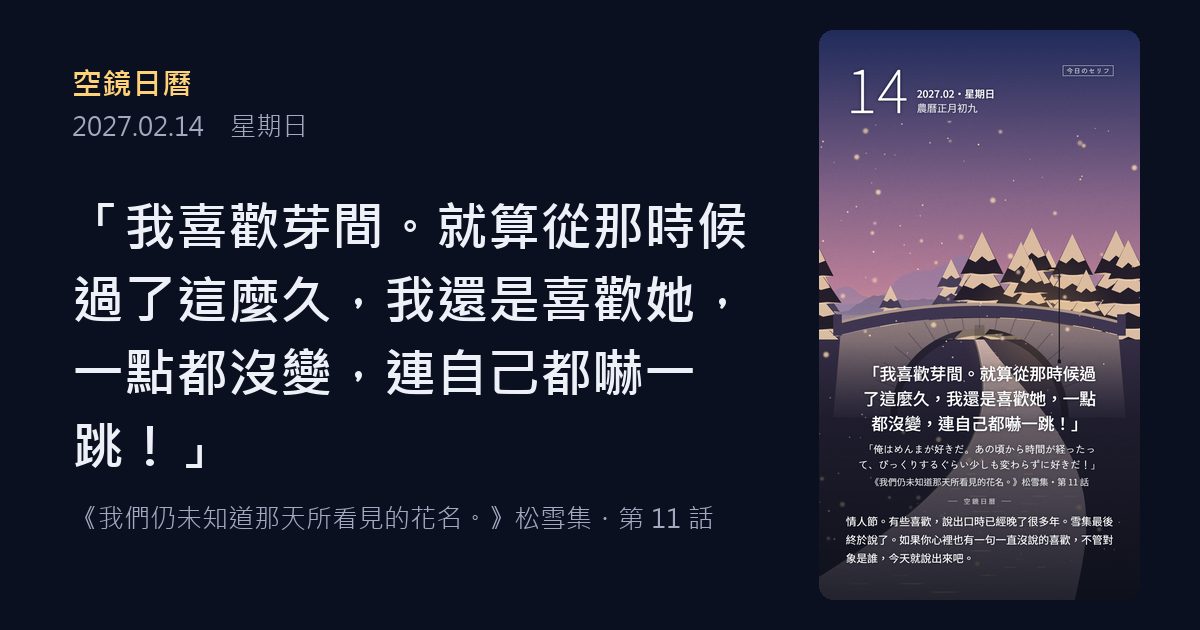 空鏡日曆
2027.02.14 星期日
「我喜歡芽間。就算從那時候
過了這麼久，我還是喜歡她，
一點都沒變，連自己都嚇一
跳！」
《我們仍未知道那天所看見的花名。》松雪集・第 11 話
14
2027.02・星期日
農曆正月初九
今日のセリフ
「我喜歡芽間。就算從那時候過
了這麼久，我還是喜歡她，一點
都沒變，連自己都嚇一跳！」
「俺はめんまが好きだ。あの頃から時間が経ったっ
て、びっくりするぐらい少しも変わらずに好きだ！」
《我們仍未知道那天所看見的花名。》松雪集・第 11 話
空鏡日曆
情人節。有些喜歡，說出口時已經晚了很多年。雪集最後
終於說了。如果你心裡也有一句一直沒說的喜歡，不管對
象是誰，今天就說出來吧。